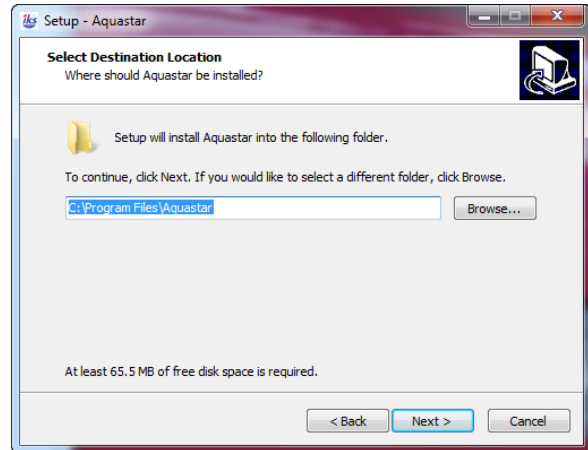 iks Setup - Aquastar
Select Destination Location
Where should Aquastar be installed?
Setup will install Aquastar into the following folder.
To continue, click Next. If you would like to select a different folder, click Browse.
C:\Program Files\Aquastar Browse...
At least 65.5 MB of free disk space is required.
< Back Next > Cancel